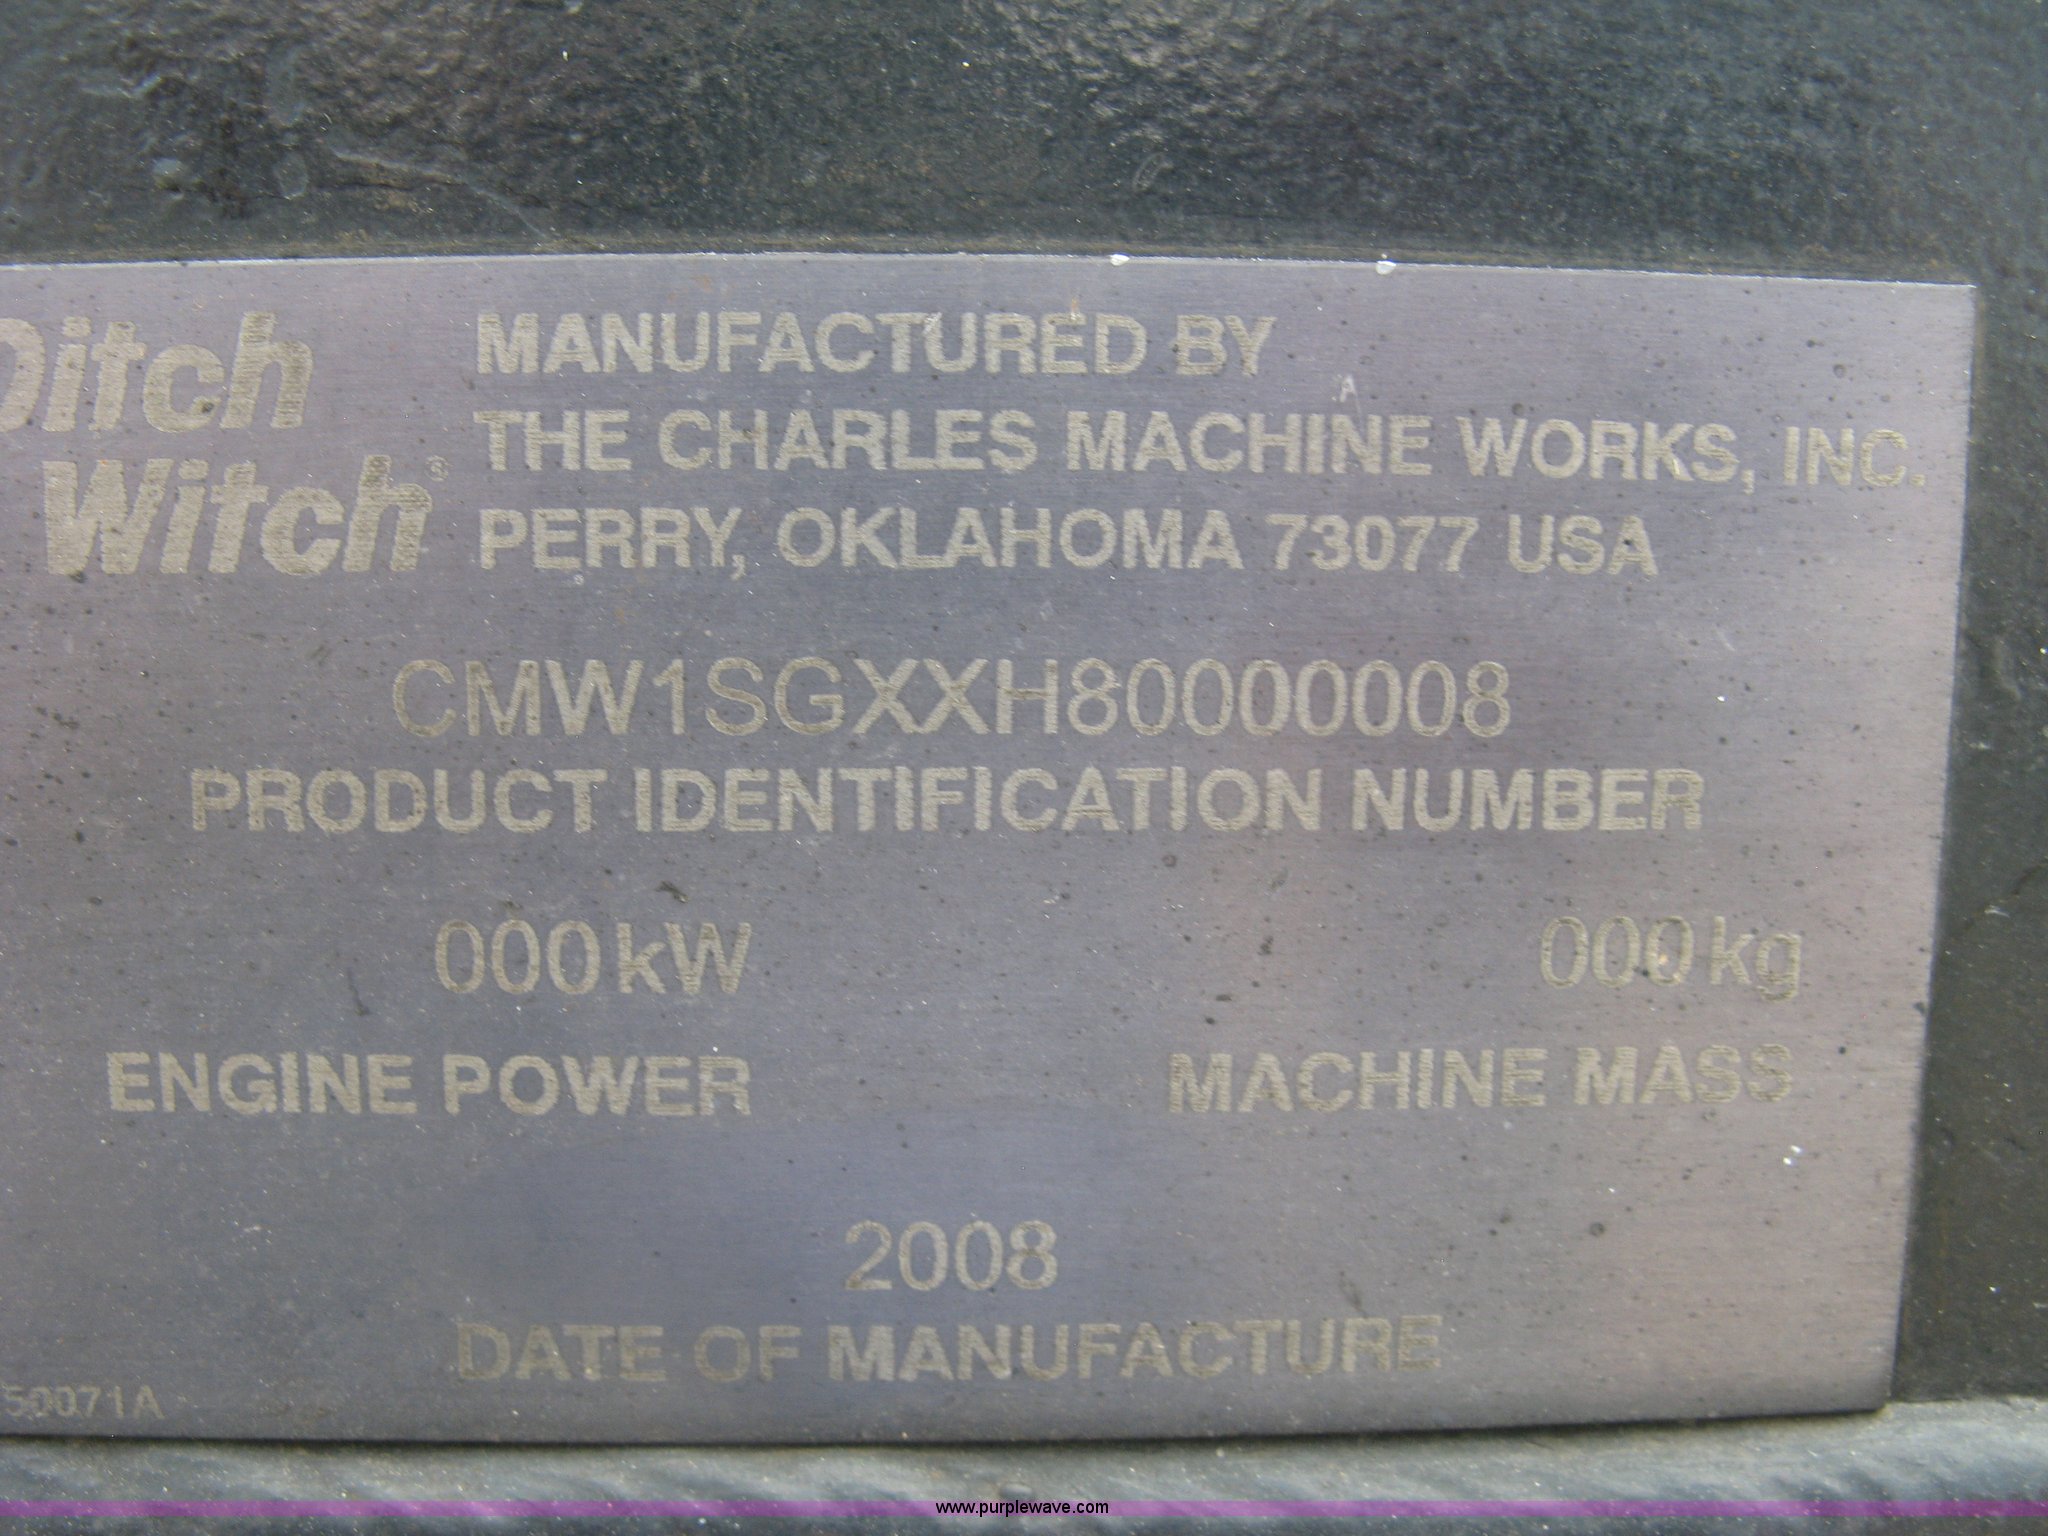 Ditch
Witch®
MANUFACTURED BY
THE CHARLES MACHINE WORKS, INC.
PERRY, OKLAHOMA 73077 USA
CMW1SGXXH80000008
PRODUCT IDENTIFICATION NUMBER
000kW
ENGINE POWER
000kg
MACHINE MASS
2008
DATE OF MANUFACTURE
50071A
www.purplewave.com